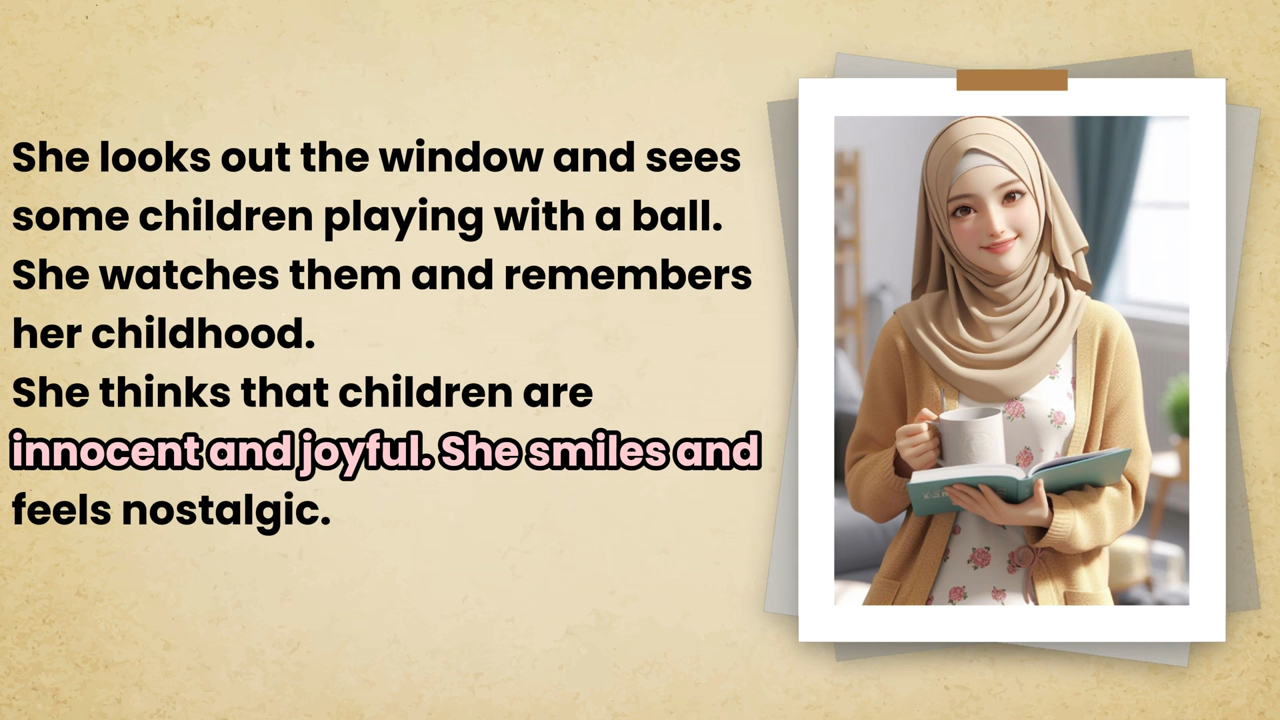 She looks out the window and sees
some children playing with a ball.
She watches them and remembers
her childhood.
She thinks that children are
innocent and joyful. She smiles and
feels nostalgic.